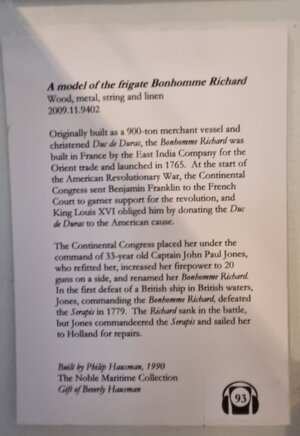 A model of the frigate Bonhomme Richard
Wood, metal, string and linen
2009.11.9402
Originally built as a 900-ton merchant vessel and
christened Duc de Duras, the Bonhomme Richard was
built in France by the East India Company for the
Orient trade and launched in 1765. At the start of
the American Revolutionary War, the Continental
Congress sent Benjamin Franklin to the French
Court to garner support for the revolution, and
King Louis XVI obliged him by donating the Duc
de Duras to the American cause.
The Continental Congress placed her under the
command of 33-year old Captain John Paul Jones,
who refitted her, increased her firepower to 20
guns on a side, and renamed her Bonhomme Richard.
In the first defeat of a British ship in British waters,
Jones, commanding the Bonhomme Richard, defeated
the Serapis in 1779. The Richard sank in the battle,
but Jones commandeered the Serapis and sailed her
to Holland for repairs.
Built by Philip Hausman, 1990
The Noble Maritime Collection
Gift of Beverly Hausman
93